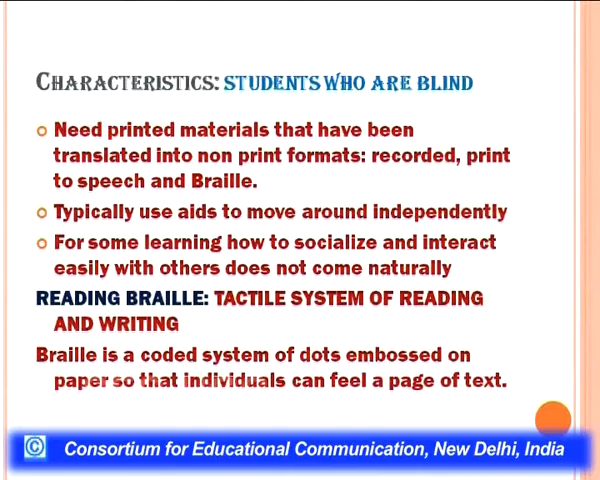 CHARACTERISTICS: STUDENTS WHO ARE BLIND
Need printed materials that have been
translated into non print formats: recorded, print
to speech and Braille.
Typically use aids to move around independently
For some learning how to socialize and interact
easily with others does not come naturally
READING BRAILLE: TACTILE SYSTEM OF READING
AND WRITING
Braille is a coded system of dots embossed on
paper so that individuals can feel a page of text.
© Consortium for Educational Communication, New Delhi, India